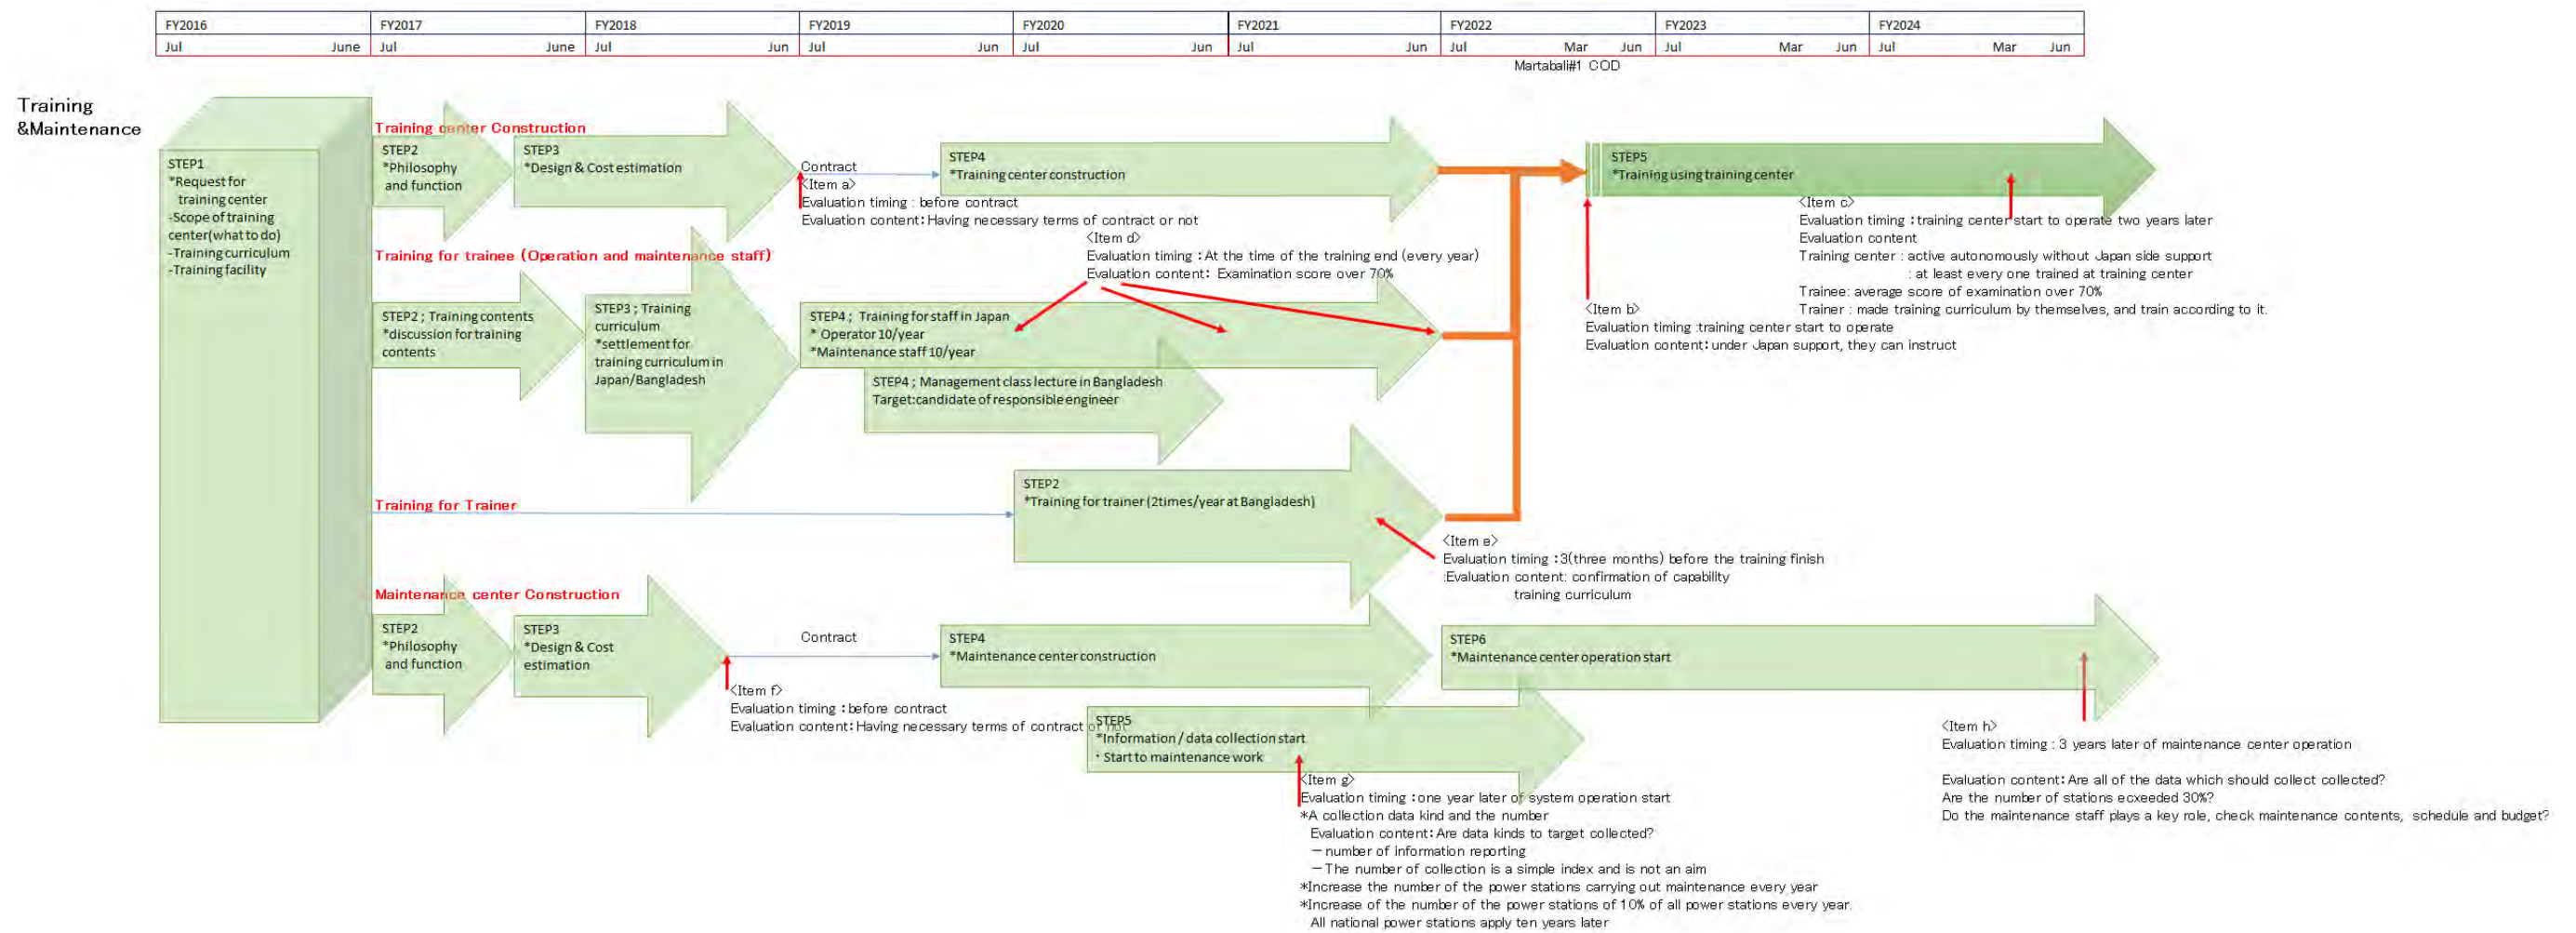 FY2016 FY2017 FY2018 FY2019 FY2020 FY2021 FY2022 FY2023 FY2024
Jul June Jul June Jul Jun Jul Jun Jul Jun Jul Jun Jul Mar Jun Jul Mar Jun Jul Mar Jun
Martabali#1 COD
Training
&Maintenance
STEP1
*Request for
training center
-Scope of training
center(what to do)
-Training curriculum
-Training facility
Training center Construction
STEP2
*Philosophy
and function
STEP3
*Design & Cost estimation
Contract
<Item a>
Evaluation timing : before contract
Evaluation content: Having necessary terms of contract or not
STEP4
*Training center construction
STEP5
*Training using training center
<Item c>
Evaluation timing : training center start to operate two years later
Evaluation content
Training center : active autonomously without Japan side support
: at least every one trained at training center
Trainee: average score of examination over 70%
Trainer : made training curriculum by themselves, and train according to it.
<Item b>
Evaluation timing :training center start to operate
Evaluation content: under Japan support, they can instruct
Training for trainee (Operation and maintenance staff)
<Item d>
Evaluation timing : At the time of the training end (every year)
Evaluation content: Examination score over 70%
STEP2 ; Training contents
*discussion for training
contents
STEP3 ; Training
curriculum
*settlement for
training curriculum in
Japan/Bangladesh
STEP4 ; Training for staff in Japan
* Operator 10/year
*Maintenance staff 10/year
STEP4 ; Management class lecture in Bangladesh
Target:candidate of responsible engineer
Training for Trainer
STEP2
*Training for trainer (2times/year at Bangladesh)
<Item e>
Evaluation timing : 3(three months) before the training finish
:Evaluation content: confirmation of capability
training curriculum
Maintenance center Construction
STEP2
*Philosophy
and function
STEP3
*Design & Cost
estimation
Contract
<Item f>
Evaluation timing : before contract
Evaluation content: Having necessary terms of contract or not
STEP4
*Maintenance center construction
STEP5
*Information / data collection start
· Start to maintenance work
STEP6
*Maintenance center operation start
<Item g>
Evaluation timing : one year later of system operation start
*A collection data kind and the number
Evaluation content: Are data kinds to target collected?
－number of information reporting
－The number of collection is a simple index and is not an aim
*Increase the number of the power stations carrying out maintenance every year
*Increase of the number of the power stations of 10% of all power stations every year.
All national power stations apply ten years later
<Item h>
Evaluation timing : 3 years later of maintenance center operation
Evaluation content: Are all of the data which should collect collected?
Are the number of stations ecxeeded 30%?
Do the maintenance staff plays a key role, check maintenance contents, schedule and budget?